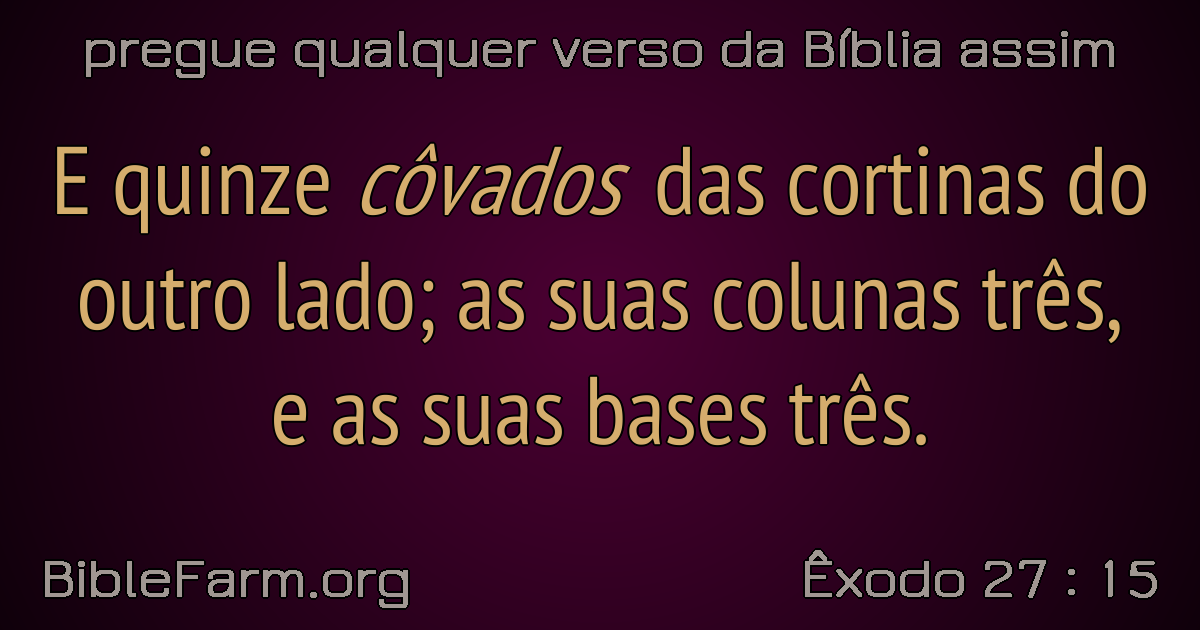 pregue qualquer verso da Bíblia assim
E quinze côvados das cortinas do
outro lado; as suas colunas três,
e as suas bases três.
BibleFarm.org
Êxodo 27 : 15